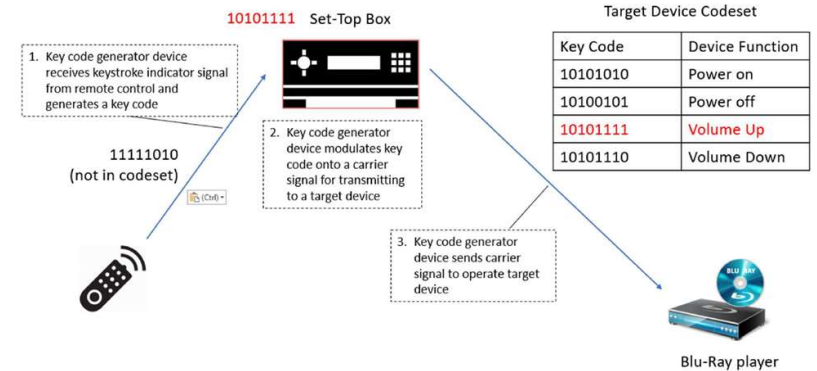 10101111 Set-Top Box
Target Device Codeset
Key Code Device Function
10101010 Power on
10100101 Power off
10101111 Volume Up
10101110 Volume Down
1. Key code generator device
receives keystroke indicator signal
from remote control and
generates a key code
2. Key code generator
device modulates key
code onto a carrier
signal for transmitting
to a target device
11111010
(not in codeset)
(Ctrl)
3. Key code generator
device sends carrier
signal to operate target
device
BLU RAY
Blu-Ray player